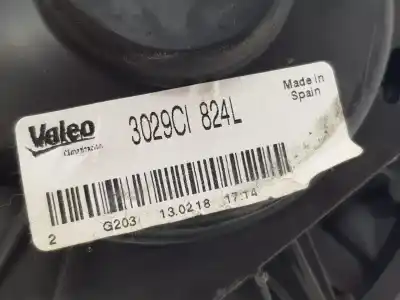 Valeo
3029CI 824L
Made in
Spain
2 G203 13.0218 17:14